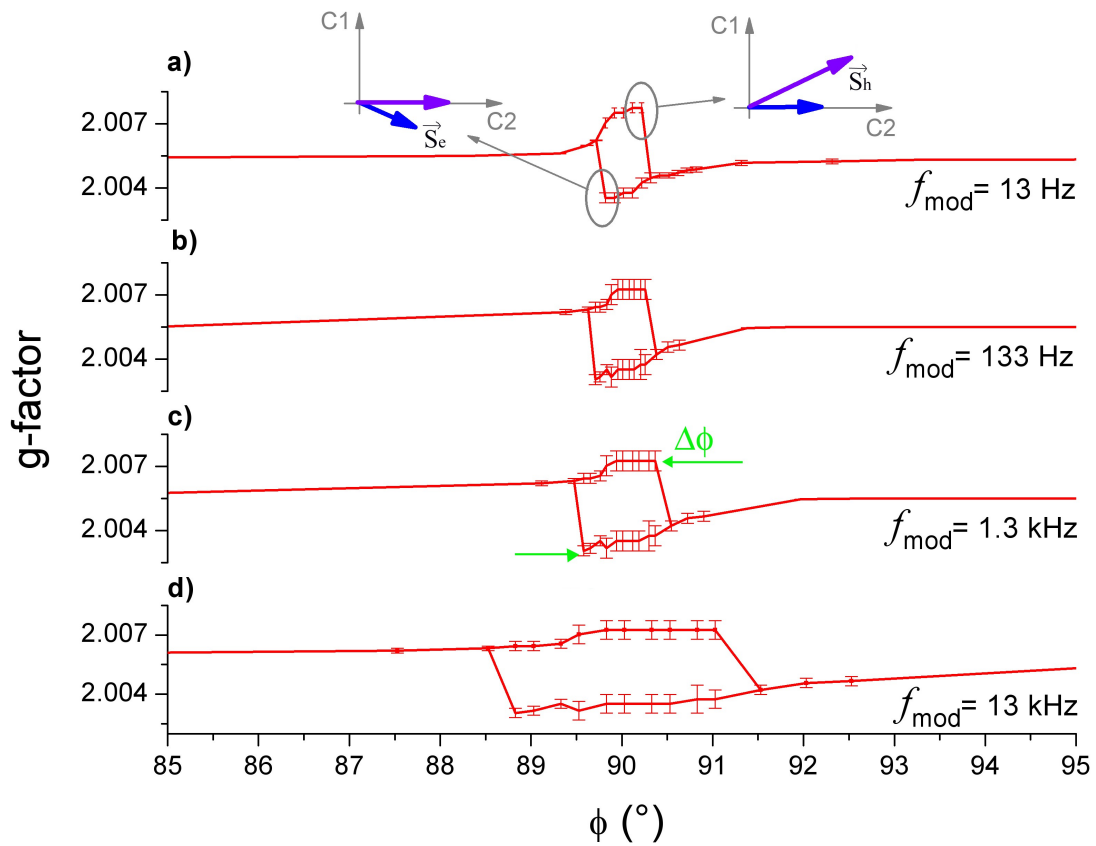 C1
C1
a)
S⃗h
2.007
C2
C2
S⃗e
2.004
fmod= 13 Hz
b)
2.007
2.004
fmod= 133 Hz
g-factor
c)
Δϕ
2.007
2.004
fmod= 1.3 kHz
d)
2.007
2.004
fmod= 13 kHz
85 86 87 88 89 90 91 92 93 94 95
ϕ (°)